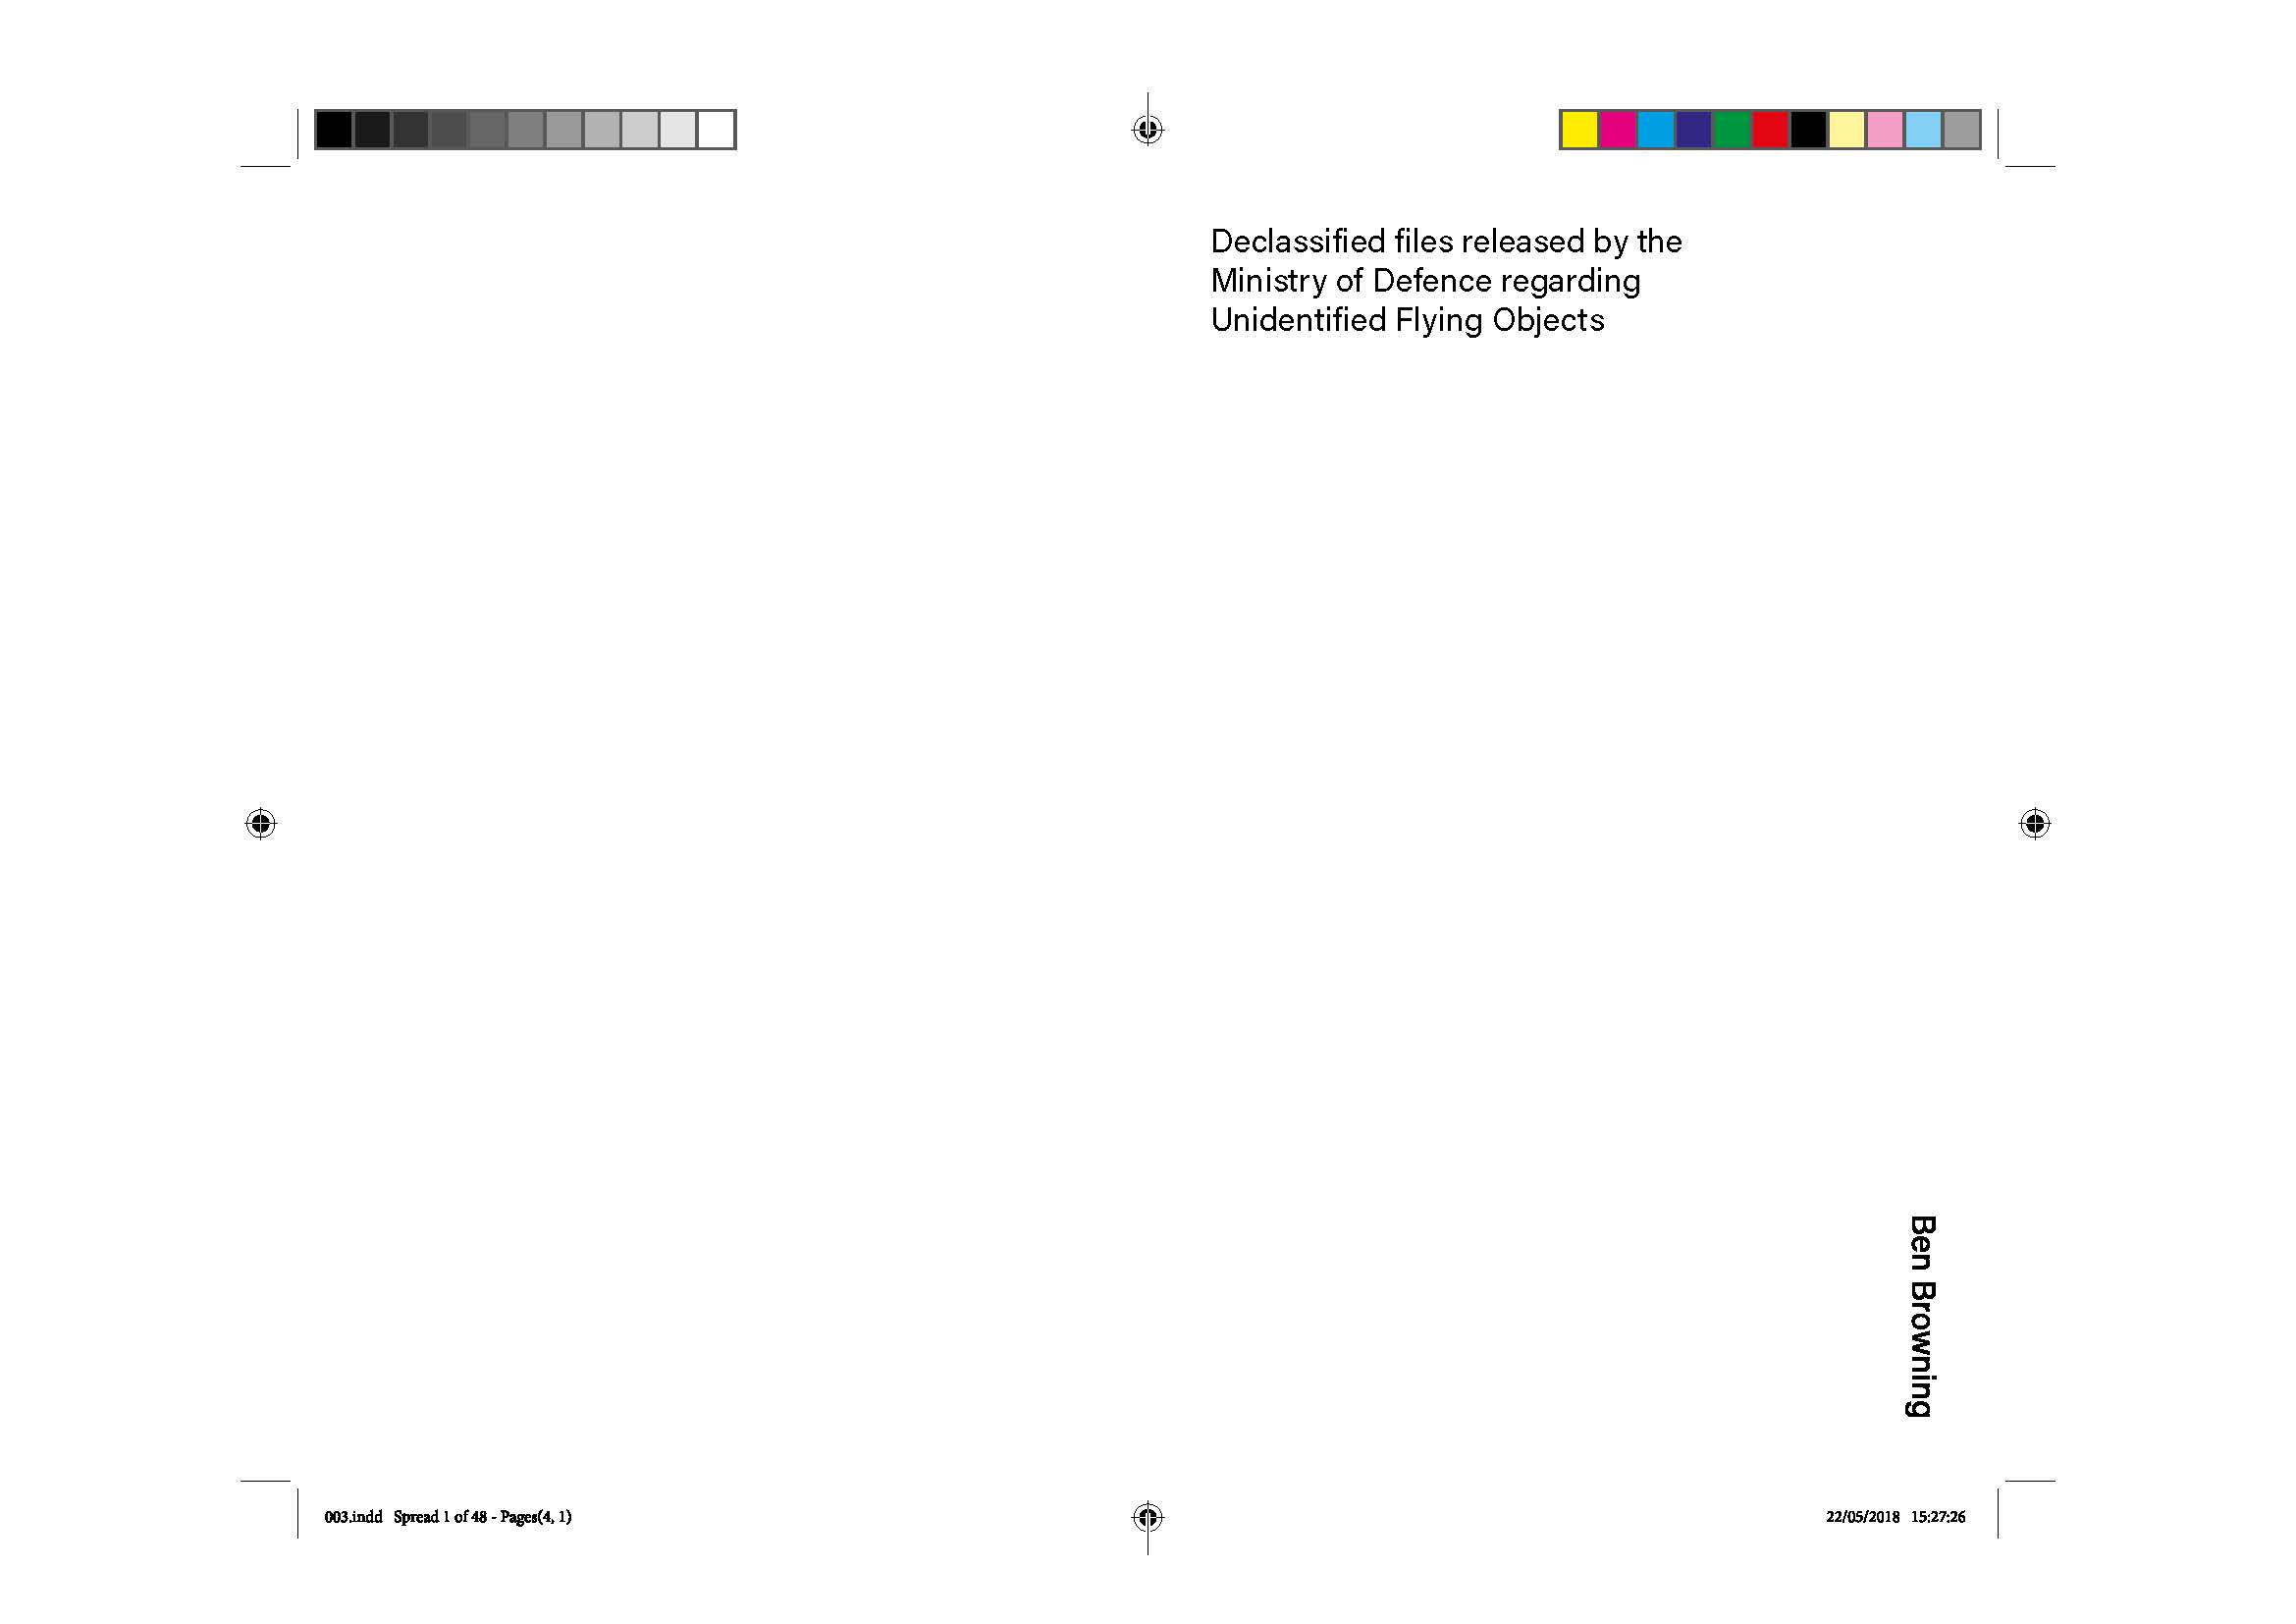 Declassified files released by the
Ministry of Defence regarding
Unidentified Flying Objects
Ben Browning
003.indd   Spread 1 of 48 - Pages(4, 1)
22/05/2018   15:27:26